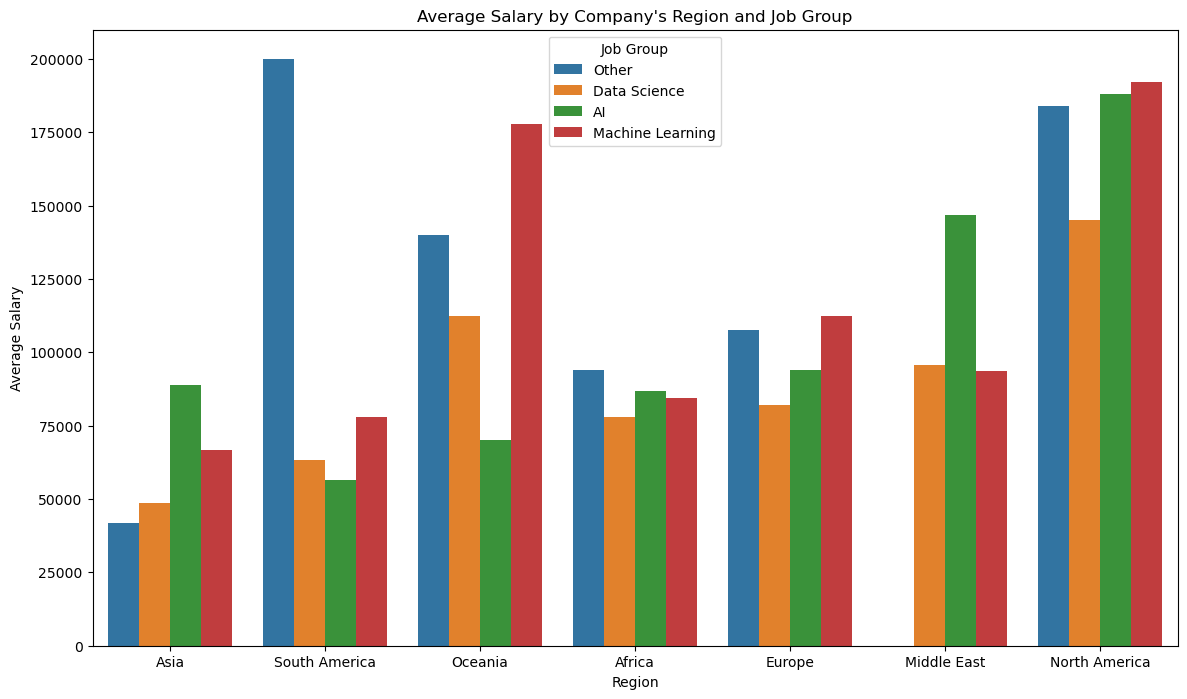 Average Salary by Company's Region and Job Group
Job Group
Other
Data Science
AI
Machine Learning
Average Salary
200000
175000
150000
125000
100000
75000
50000
25000
0
Asia
South America
Oceania
Africa
Europe
Middle East
North America
Region